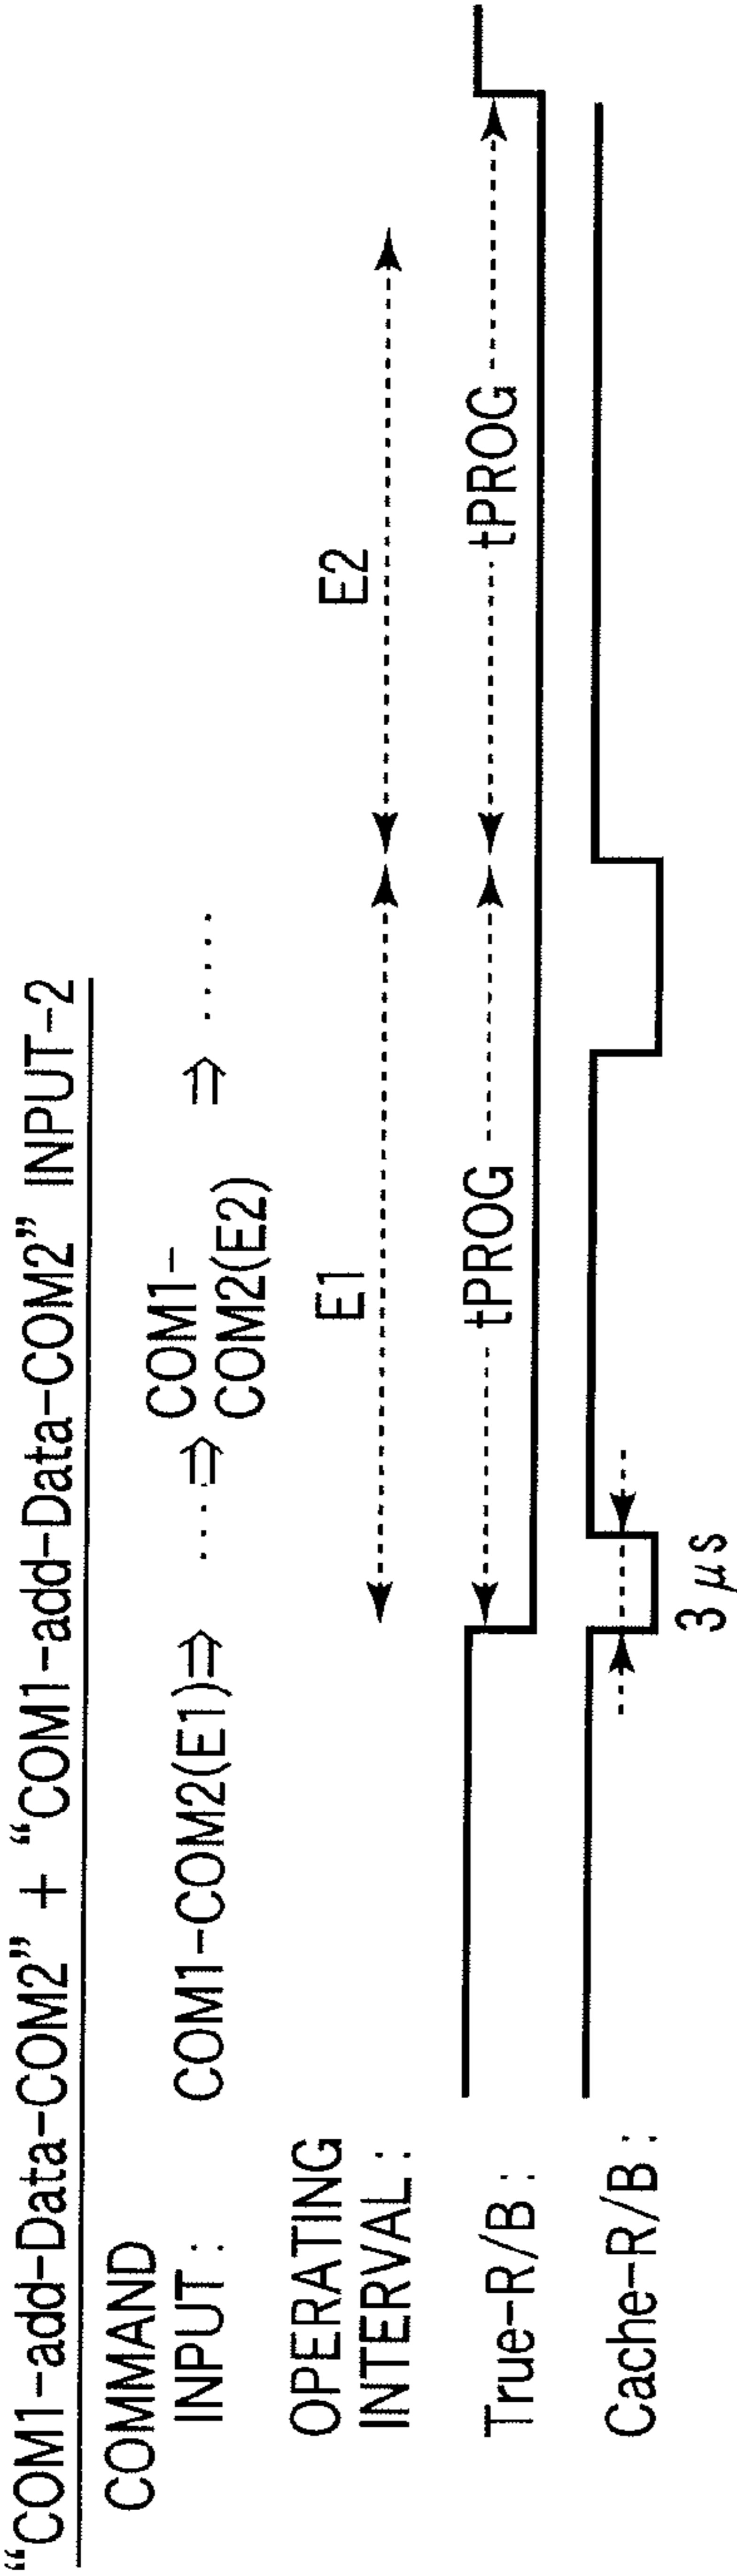 “COM1-add-Data-COM2” + “COM1-add-Data-COM2” INPUT-2
COMMAND
INPUT: COM1-COM2(E1)⇒ ····· ⇒ COM1-
COM2(E2) ⇒ ·····
OPERATING
INTERVAL: E1 E2
True-R/B: tPROG tPROG
Cache-R/B:
3 μs